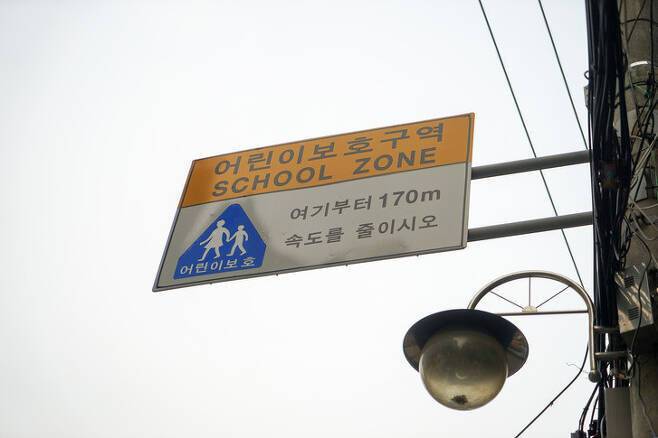 어린이보호구역
SCHOOL ZONE
여기부터 170m
속도를 줄이시오
어린이보호